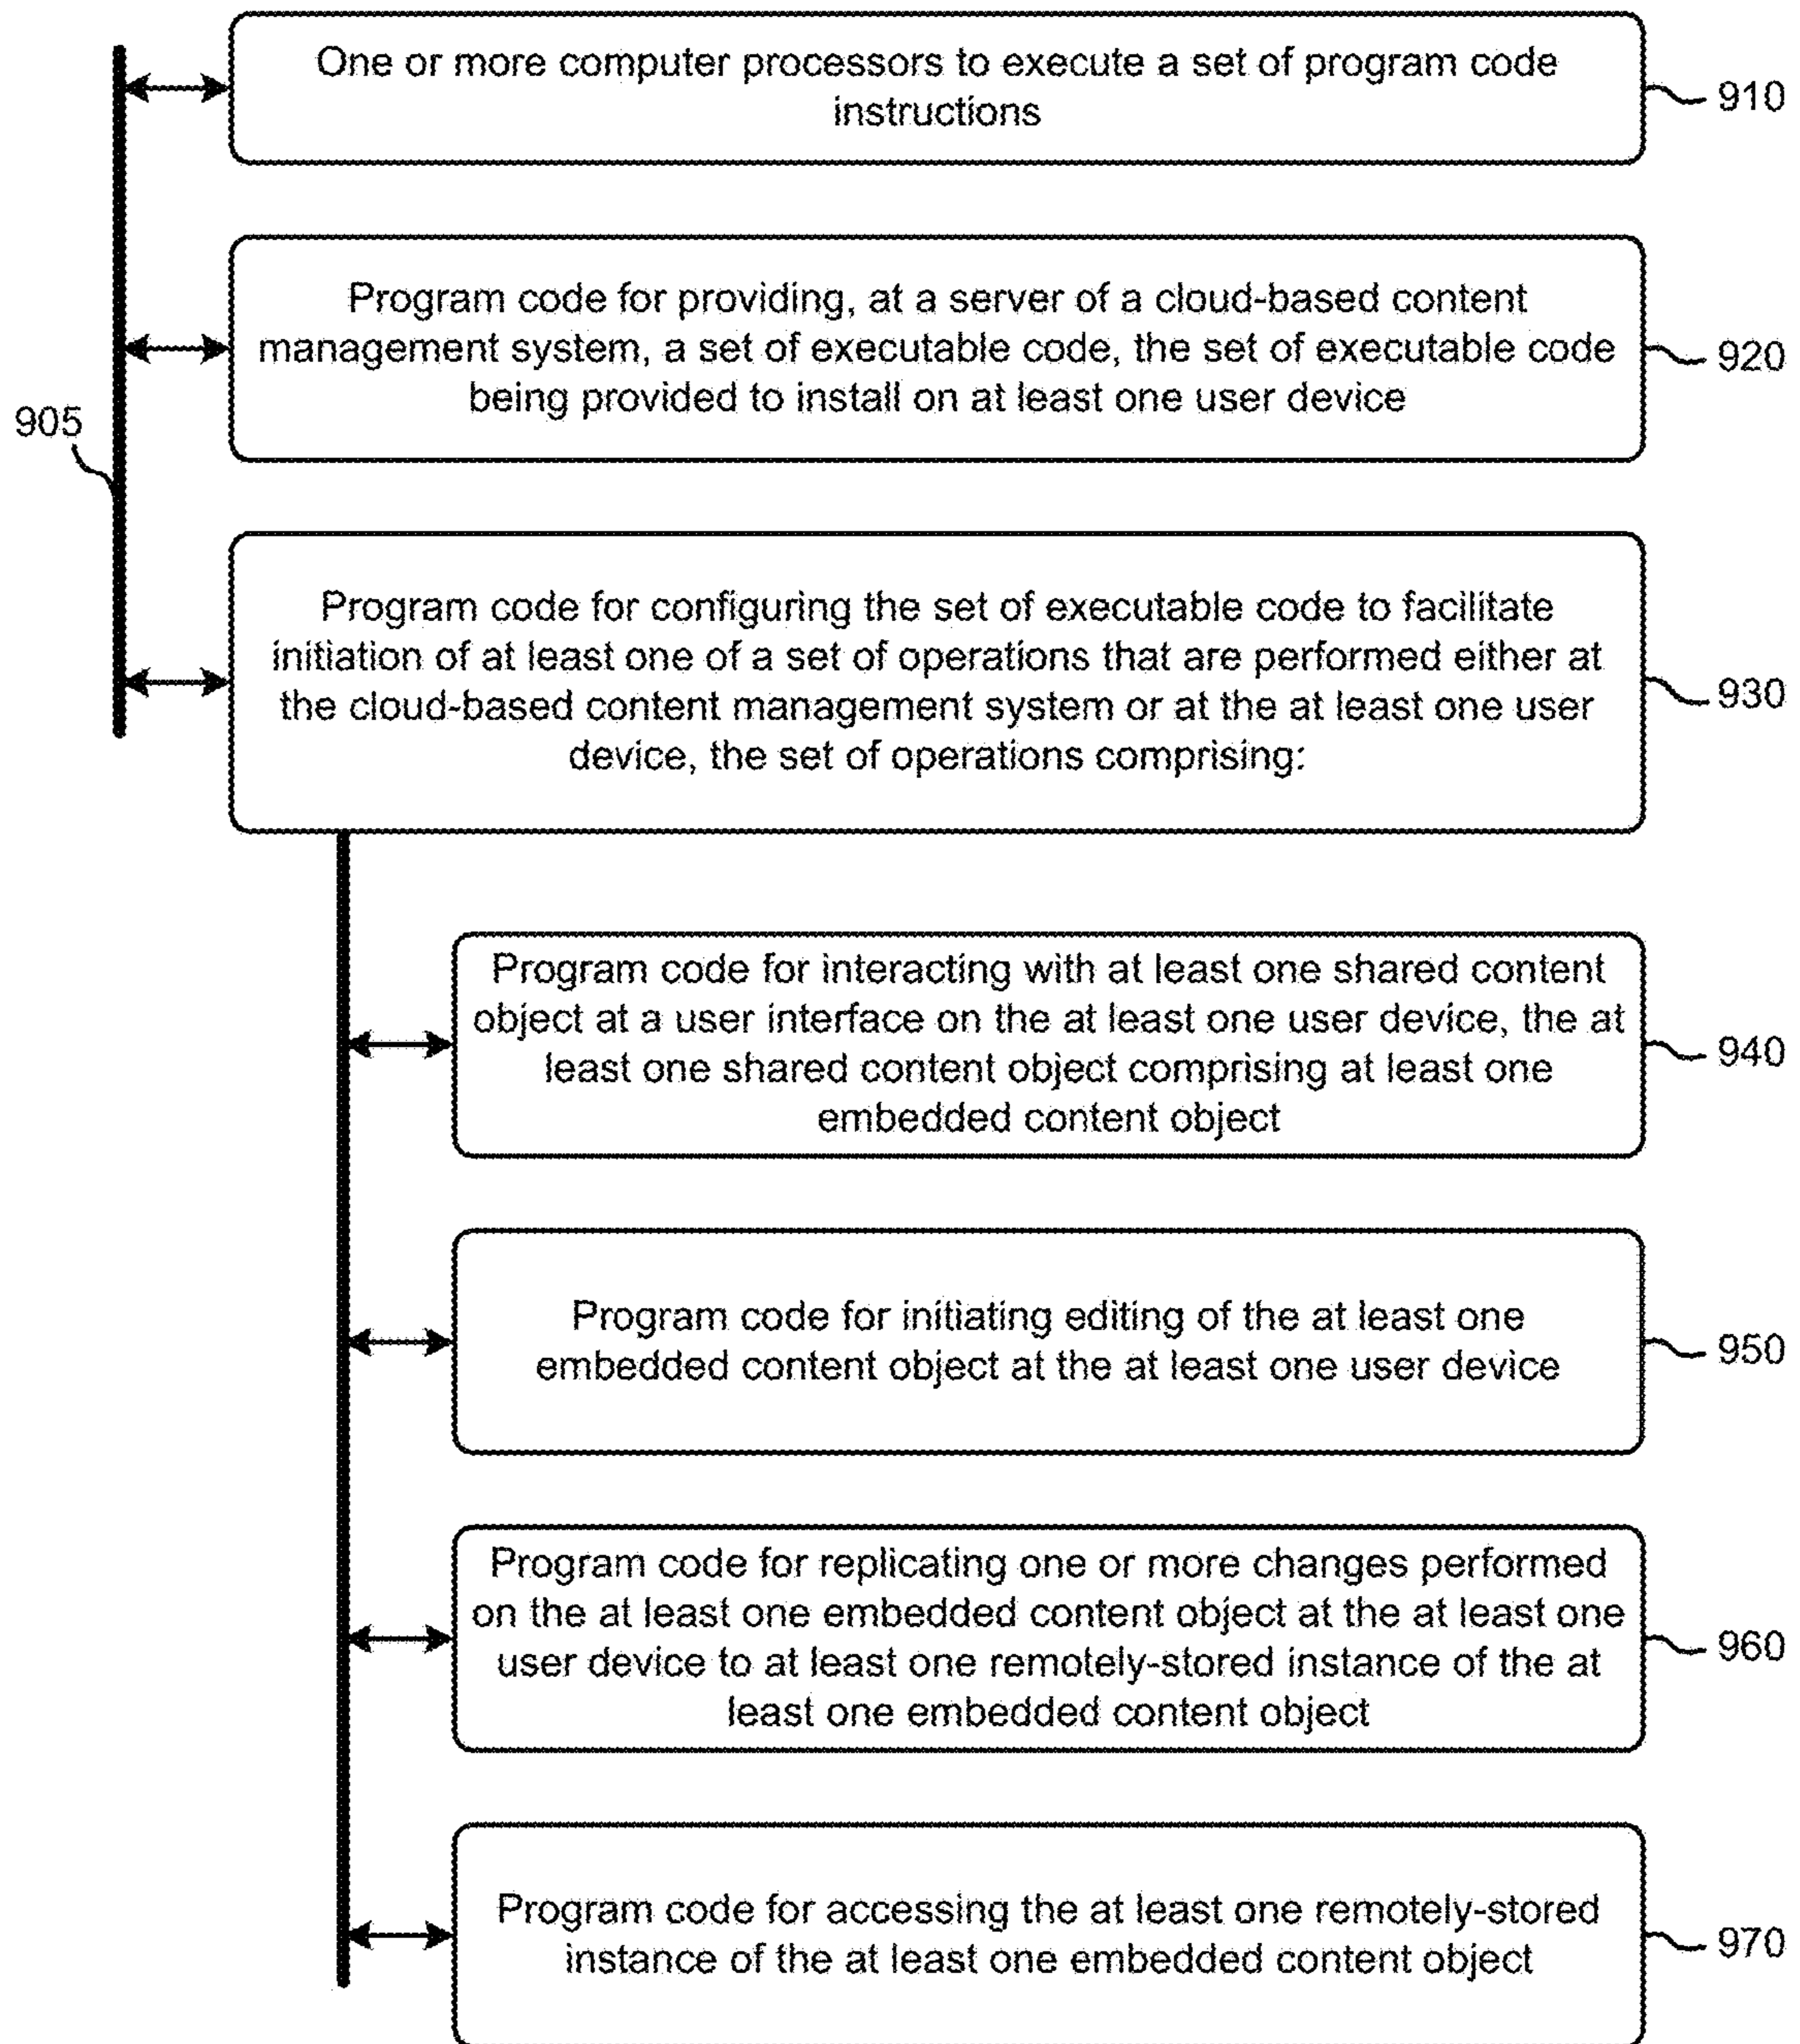 One or more computer processors to execute a set of program code
instructions
910
Program code for providing, at a server of a cloud-based content
management system, a set of executable code, the set of executable code
being provided to install on at least one user device
920
905
Program code for configuring the set of executable code to facilitate
initiation of at least one of a set of operations that are performed either at
the cloud-based content management system or at the at least one user
device, the set of operations comprising:
930
Program code for interacting with at least one shared content
object at a user interface on the at least one user device, the at
least one shared content object comprising at least one
embedded content object
940
Program code for initiating editing of the at least one
embedded content object at the at least one user device
950
Program code for replicating one or more changes performed
on the at least one embedded content object at the at least one
user device to at least one remotely-stored instance of the at
least one embedded content object
960
Program code for accessing the at least one remotely-stored
instance of the at least one embedded content object
970